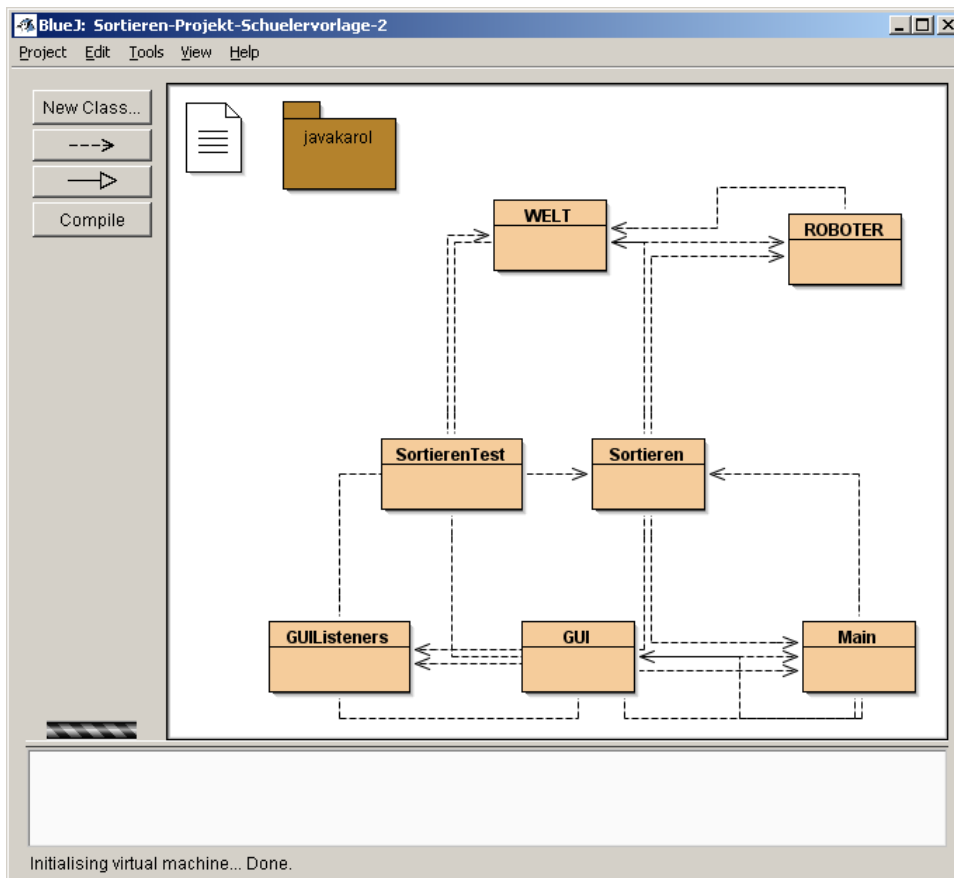 BlueJ: Sortieren-Projekt-Schuelervorlage-2
Project Edit Tools View Help
New Class...
Compile
javakarol
WELT
ROBOTER
SortierenTest
Sortieren
GUIListeners
GUI
Main
Initialising virtual machine... Done.